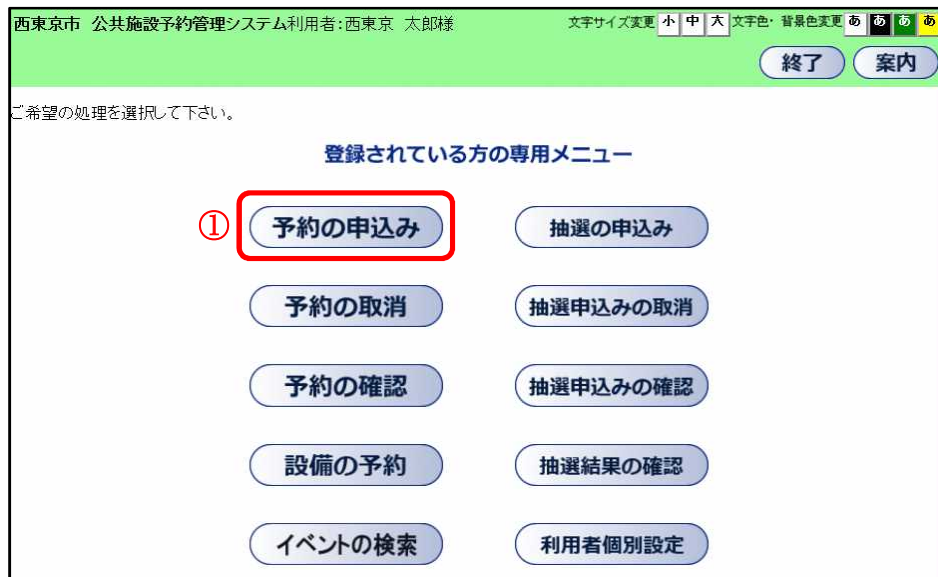 西東京市 公共施設予約管理システム利用者:西東京 太郎様 文字サイズ変更 小 中 大 文字色・背景色変更 あ あ あ あ
終了 案内
ご希望の処理を選択して下さい。
登録されている方の専用メニュー
① 予約の申込み 抽選の申込み
予約の取消 抽選申込みの取消
予約の確認 抽選申込みの確認
設備の予約 抽選結果の確認
イベントの検索 利用者個別設定